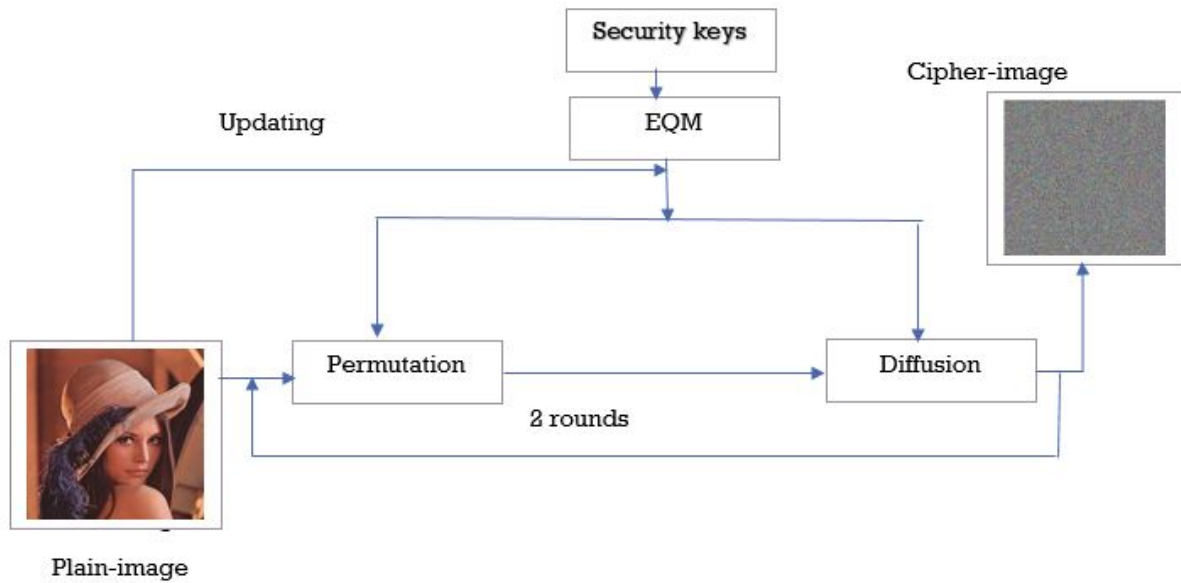 Security keys
Cipher-image
EQM
Updating
Permutation
Diffusion
2 rounds
Plain-image